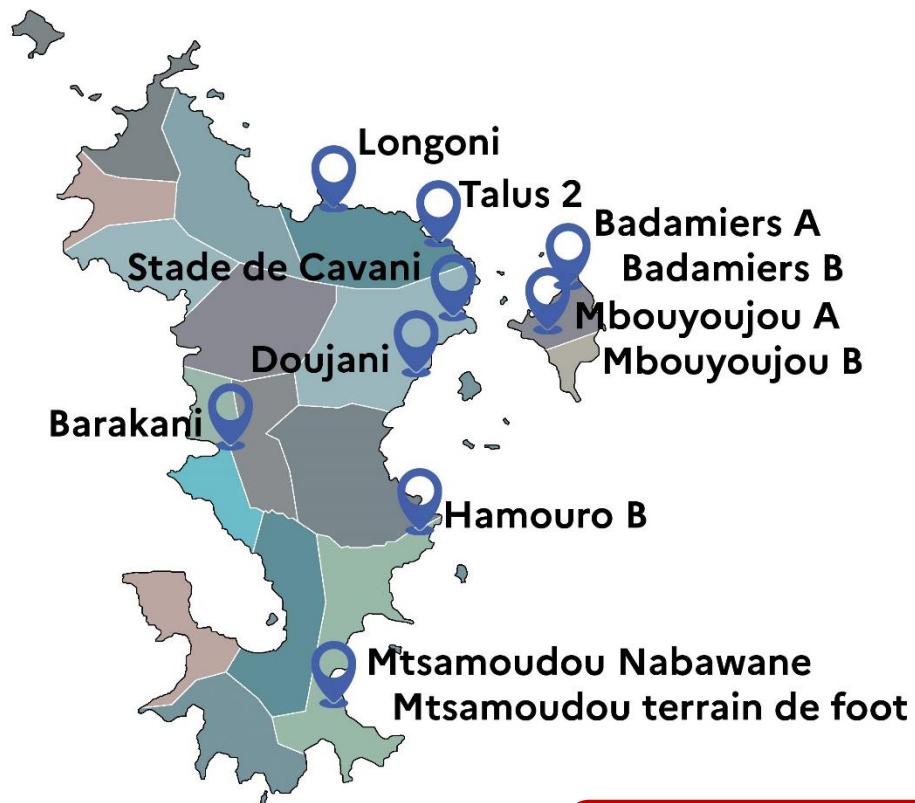 Longoni
Talus 2
Badamiers A
Stade de Cavani
Badamiers B
Mbouyoujou A
Doujani
Mbouyoujou B
Barakani
Hamouro B
Mtsamoudou Nabawane
Mtsamoudou terrain de foot